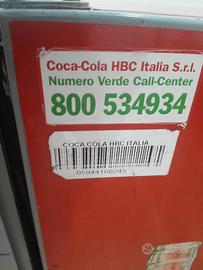 Coca-Cola HBC Italia S.r.l.
Numero Verde Call-Center
800 534934
COCA COLA HBC ITALIA
05944100245